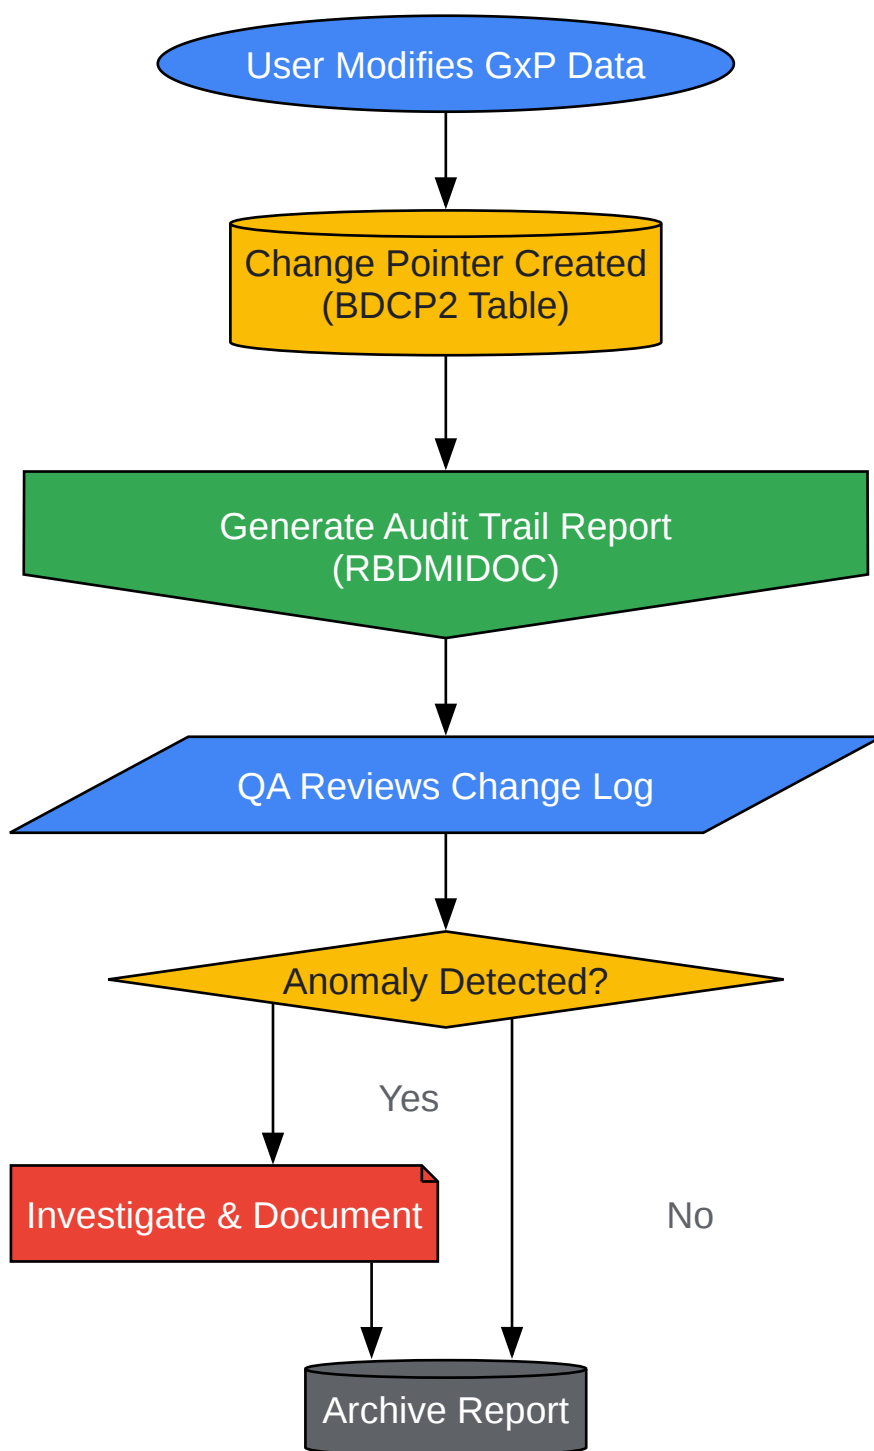 User Modifies GxP Data
Change Pointer Created
(BDCP2 Table)
Generate Audit Trail Report
(RBDMIDOC)
QA Reviews Change Log
Anomaly Detected?
Yes
Investigate & Document
No
Archive Report